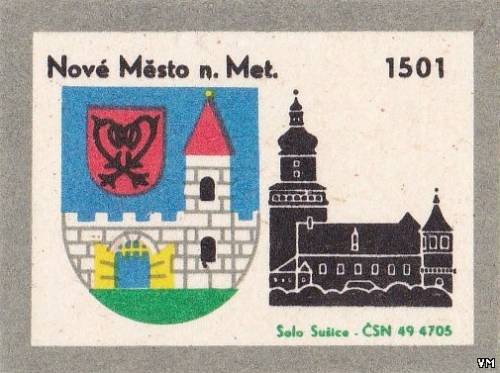 Nové Město n. Met. 1501
Solo Sušice - ČSN 49 4705
VM